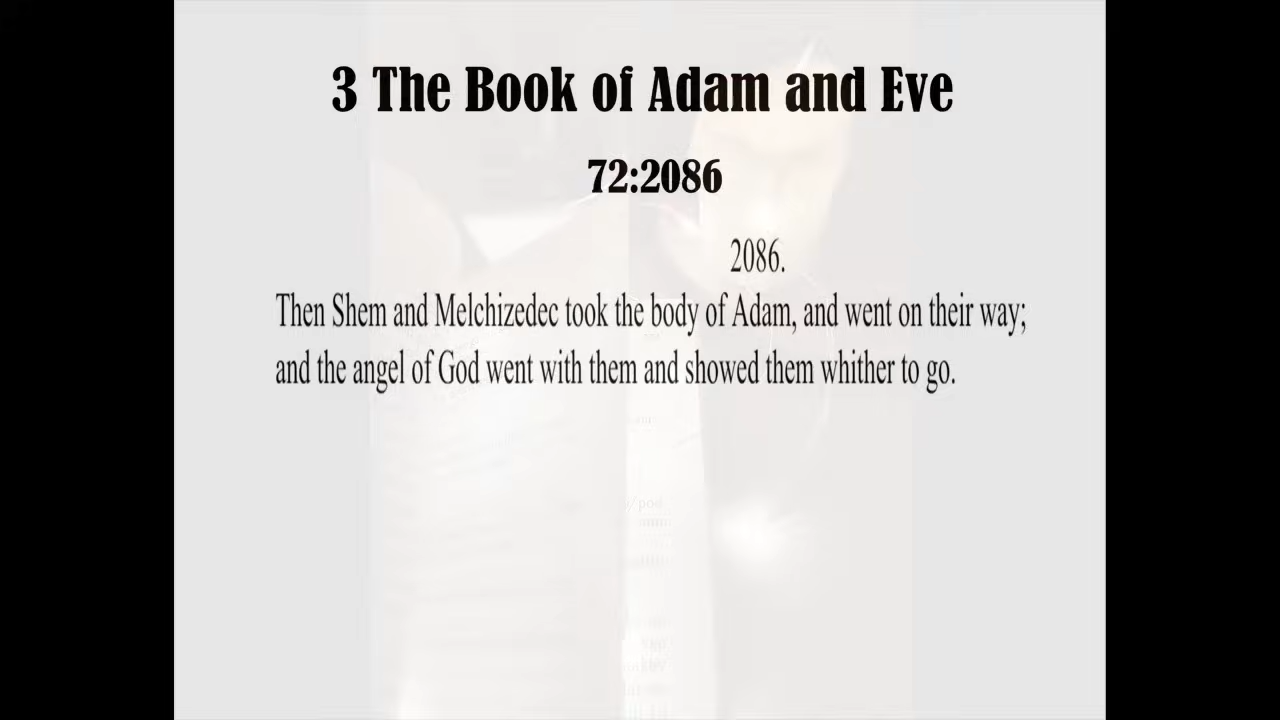 3 The Book of Adam and Eve
72:2086
2086.
Then Shem and Melchizedec took the body of Adam, and went on their way;
and the angel of God went with them and showed them whither to go.